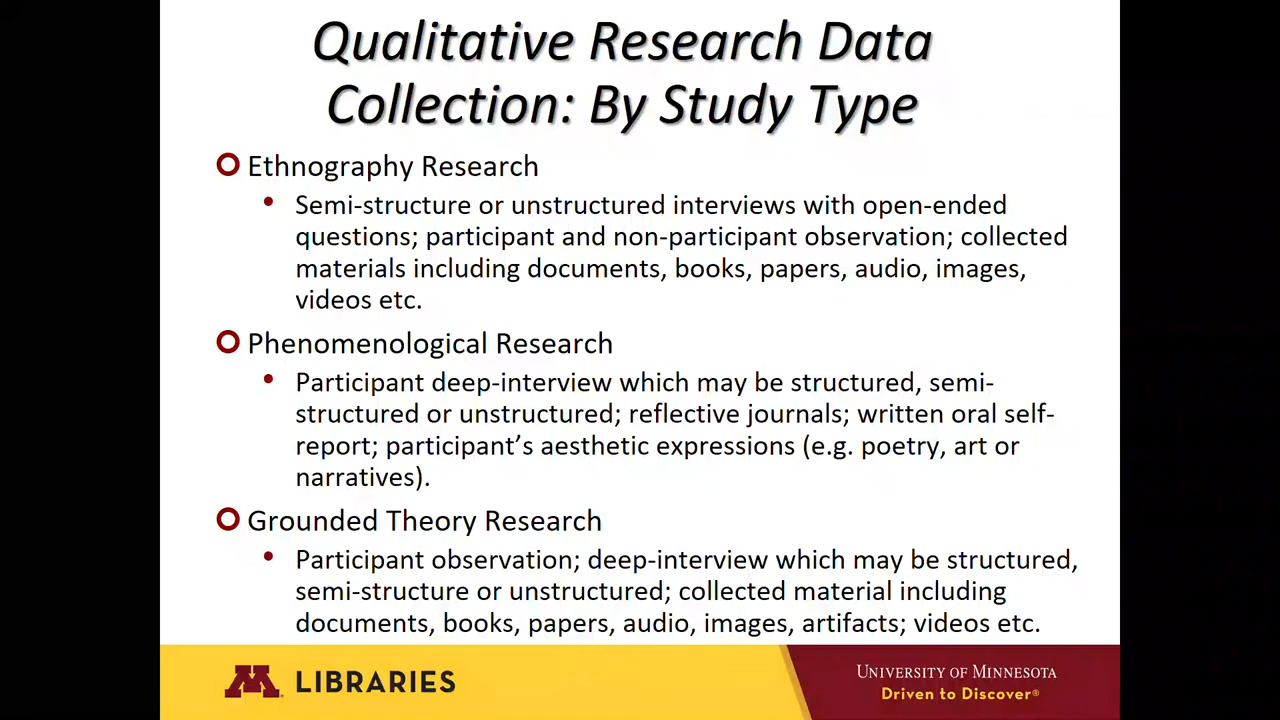 Qualitative Research Data
Collection: By Study Type
Ethnography Research
Semi-structure or unstructured interviews with open-ended
questions; participant and non-participant observation; collected
materials including documents, books, papers, audio, images,
videos etc.
Phenomenological Research
Participant deep-interview which may be structured, semi-
structured or unstructured; reflective journals; written oral self-
report; participant’s aesthetic expressions (e.g. poetry, art or
narratives).
Grounded Theory Research
Participant observation; deep-interview which may be structured,
semi-structure or unstructured; collected material including
documents, books, papers, audio, images, artifacts; videos etc.
M LIBRARIES
University of Minnesota
Driven to Discover®